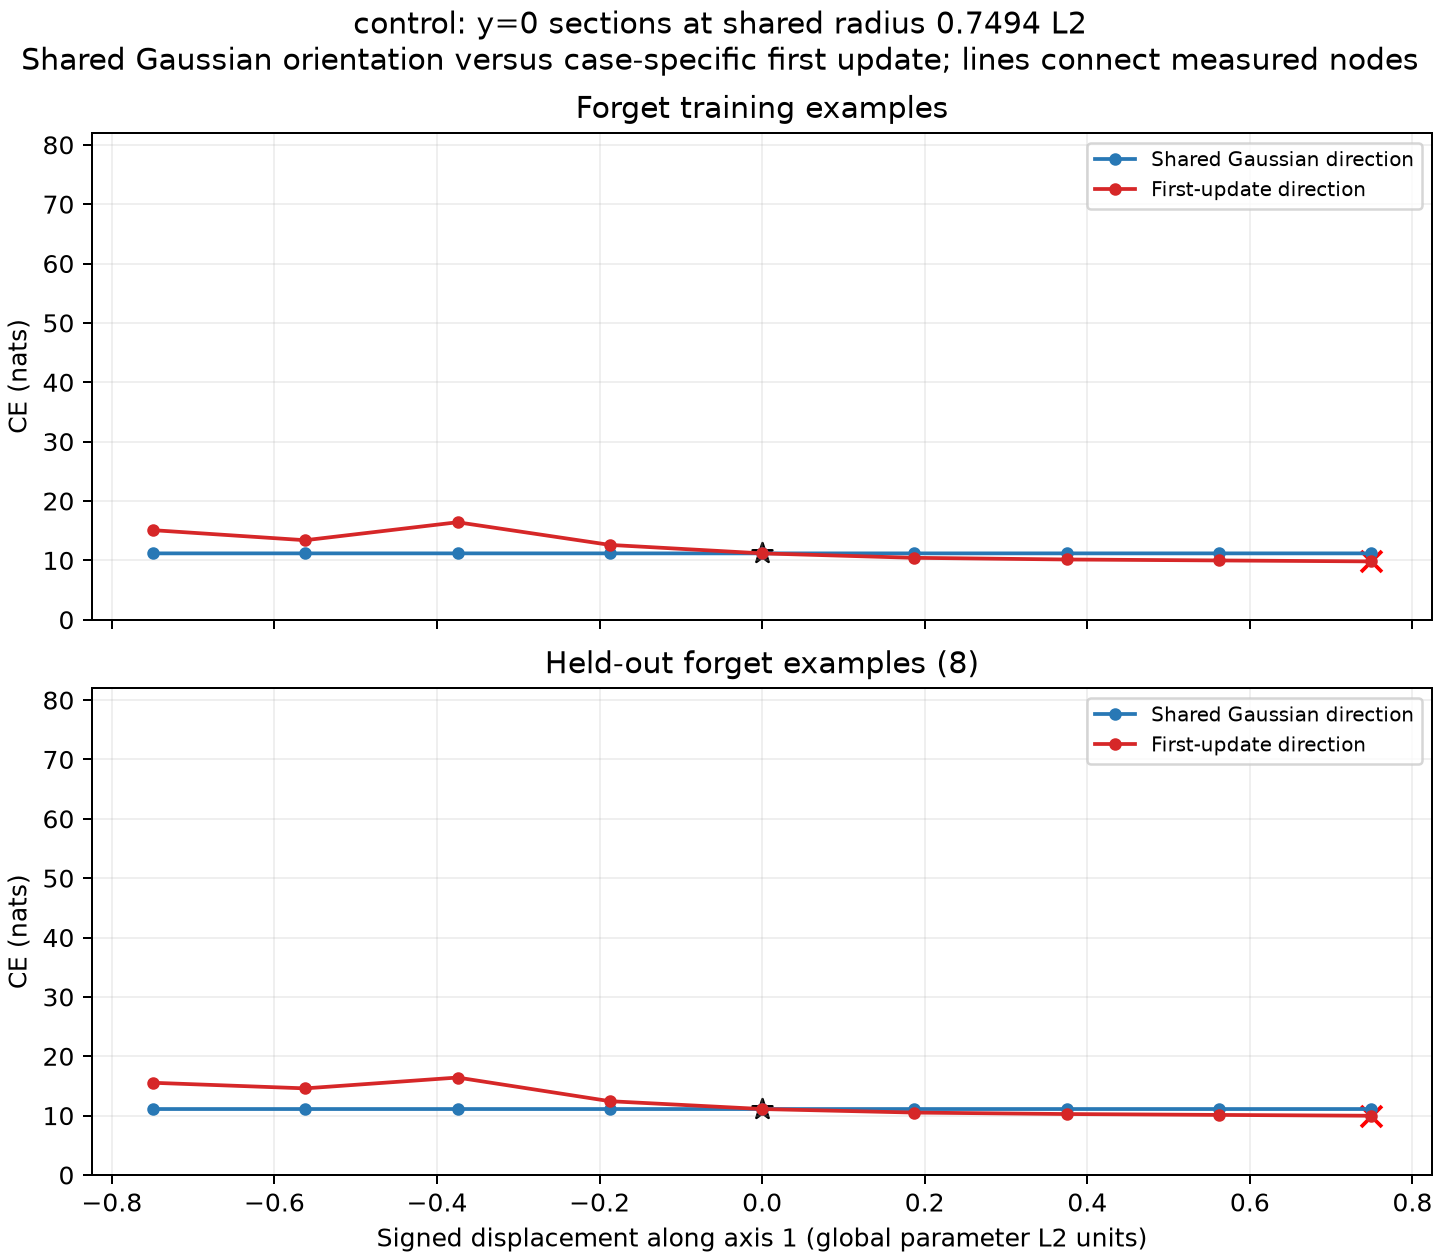 control: y=0 sections at shared radius 0.7494 L2
Shared Gaussian orientation versus case-specific first update; lines connect measured nodes
Forget training examples
80
70
60
50
40
30
20
10
0
CE (nats)
Shared Gaussian direction
First-update direction
Held-out forget examples (8)
80
70
60
50
40
30
20
10
0
CE (nats)
Shared Gaussian direction
First-update direction
−0.8 −0.6 −0.4 −0.2 0.0 0.2 0.4 0.6 0.8
Signed displacement along axis 1 (global parameter L2 units)